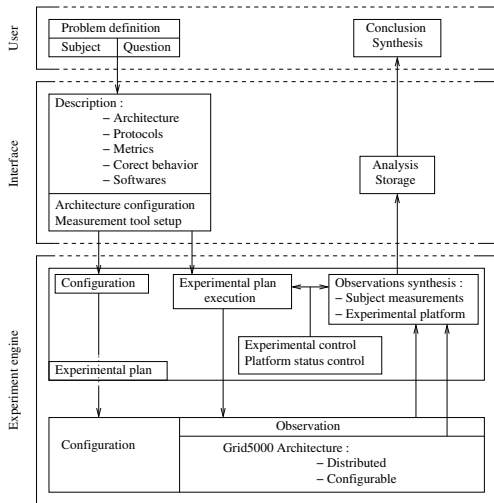 User
Problem definition
Subject
Question
Conclusion
Synthesis
Interface
Description :
– Architecture
– Protocols
– Metrics
– Corect behavior
– Softwares
Architecture configuration
Measurement tool setup
Analysis
Storage
Experiment engine
Configuration
Experimental plan
execution
Observations synthesis :
– Subject measurements
– Experimental platform
Experimental control
Platform status control
Experimental plan
Configuration
Observation
Grid5000 Architecture :
– Distributed
– Configurable